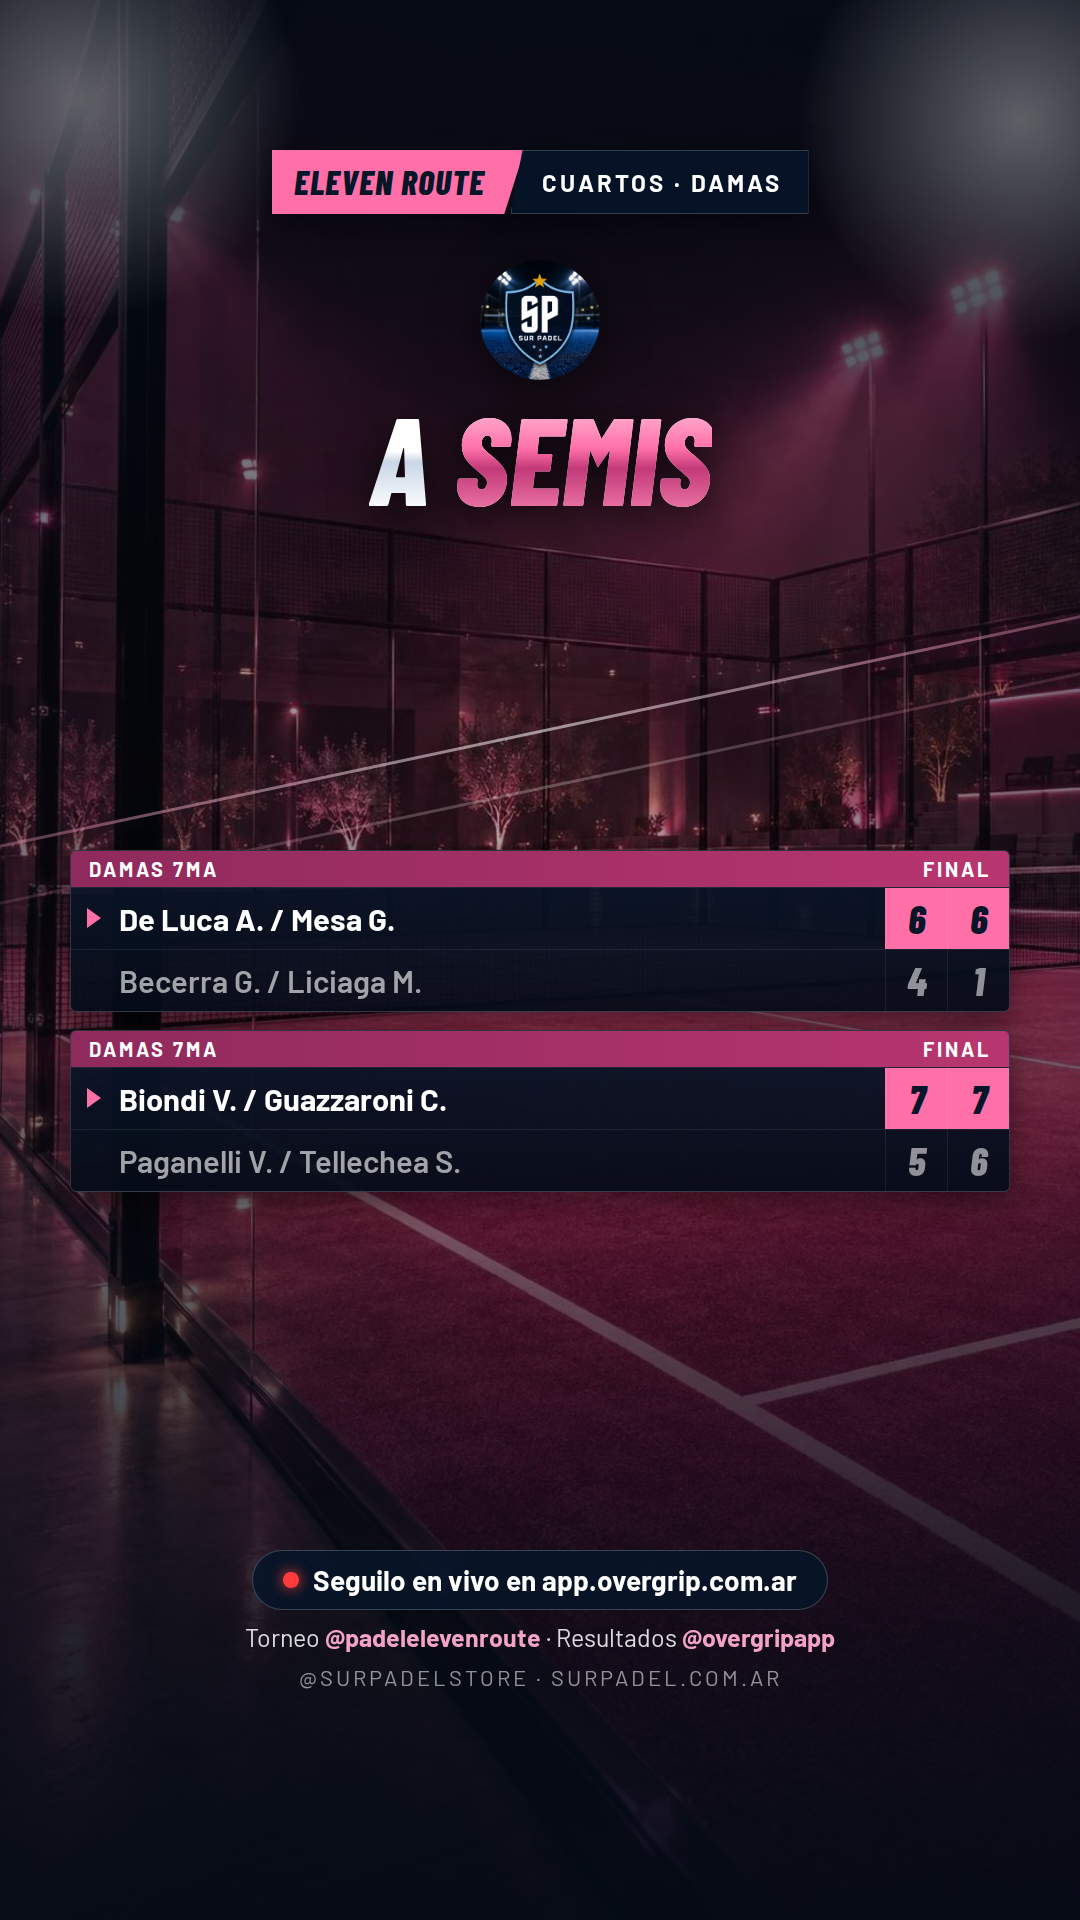 ELEVEN ROUTE
CUARTOS · DAMAS
SP
SUR PADEL
A SEMIS
DAMAS 7MA FINAL
De Luca A. / Mesa G. 6 6
Becerra G. / Liciaga M. 4 1
DAMAS 7MA FINAL
Biondi V. / Guazzaroni C. 7 7
Paganelli V. / Tellechea S. 5 6
Seguilo en vivo en app.overgrip.com.ar
Torneo @padelelevenroute · Resultados @overgripapp
@SURPADELSTORE · SURPADEL.COM.AR